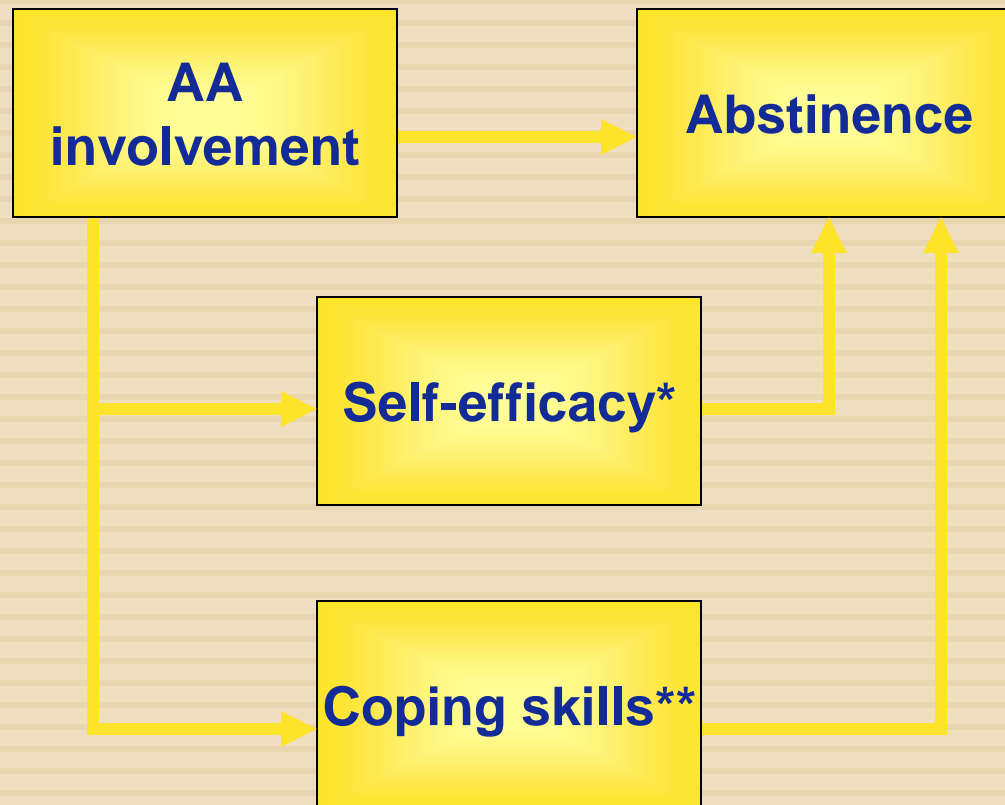 AA
involvement
Abstinence
Self-efficacy*
Coping skills**